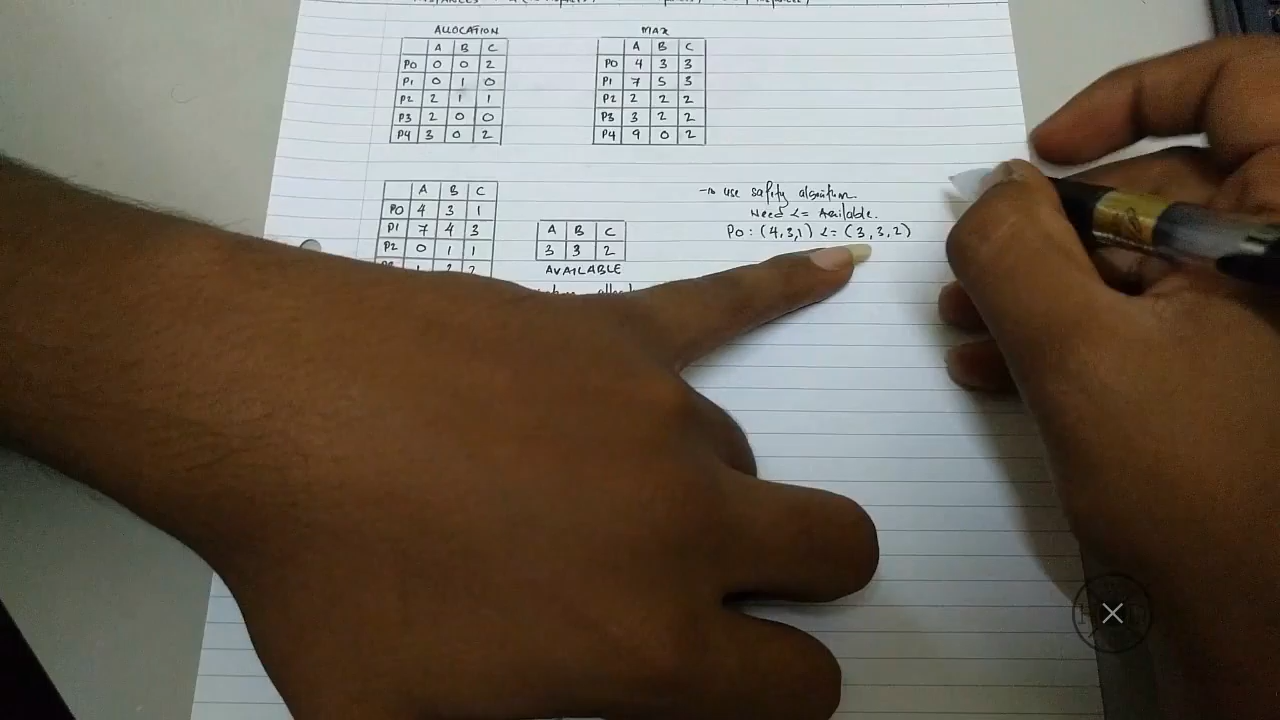 ALLOCATION
A B C
P0 0 0 2
P1 0 1 0
P2 2 1 1
P3 2 0 0
P4 3 0 2
MAX
A B C
P0 4 3 3
P1 7 5 3
P2 2 2 2
P3 3 2 2
P4 9 0 2
A B C
P0 4 3 1
P1 7 4 3
P2 0 1 1
A B C
3 3 2
AVAILABLE
→ use safety algorithm.
Need <= Available.
P0 : (4,3,1) <= (3,3,2)